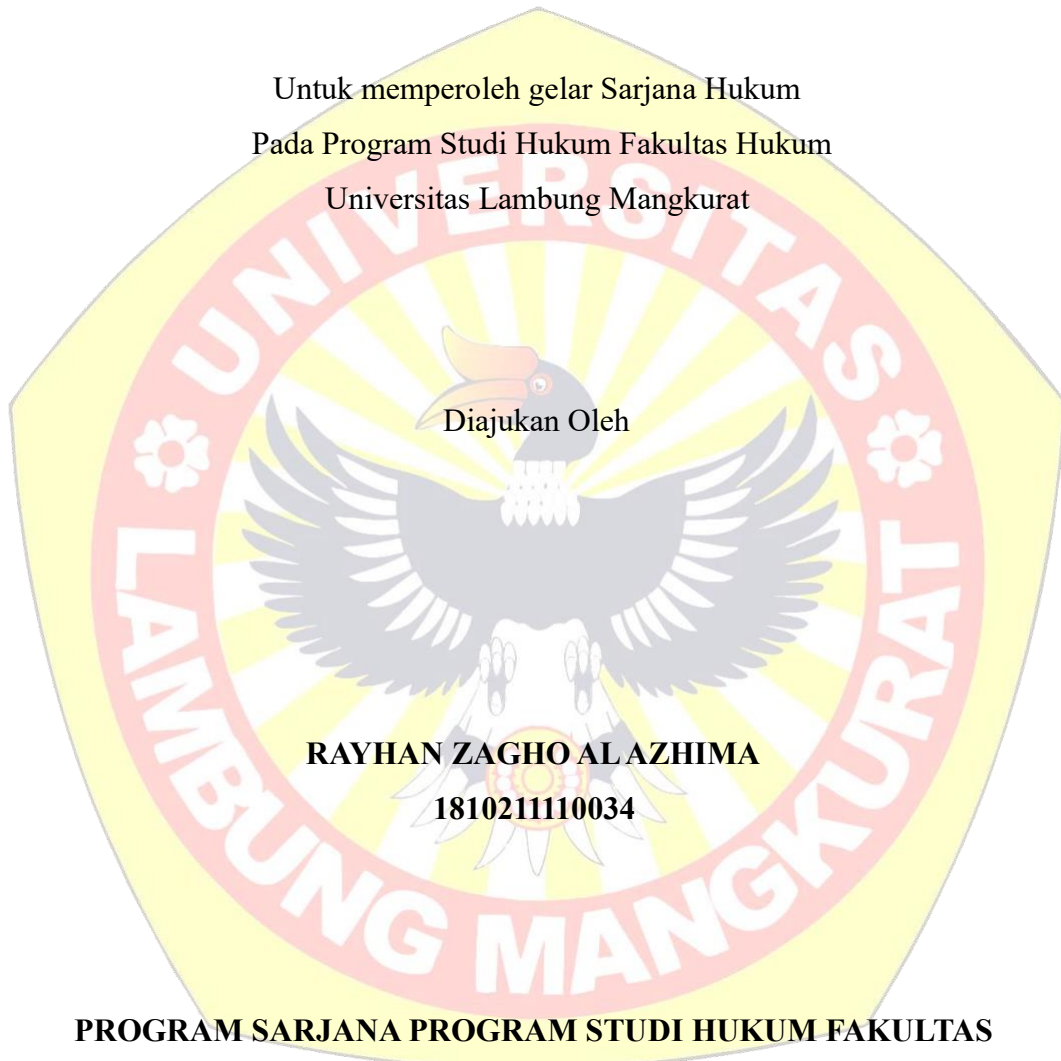 Untuk memperoleh gelar Sarjana Hukum
Pada Program Studi Hukum Fakultas Hukum
Universitas Lambung Mangkurat
UNIVERSITAS
Diajukan Oleh
LAMBUNG MANGKURAT
RAYHAN ZAGHO AL AZHIMA
1810211110034
PROGRAM SARJANA PROGRAM STUDI HUKUM FAKULTAS